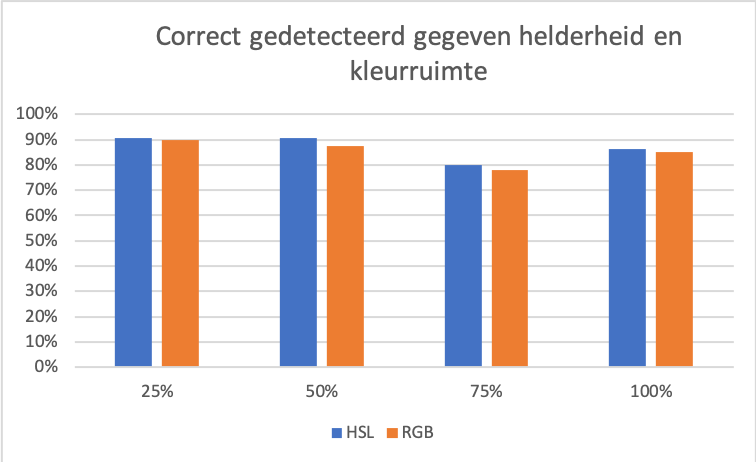 Correct gedetecteerd gegeven helderheid en
kleurruimte
100%
90%
80%
70%
60%
50%
40%
30%
20%
10%
0%
25% 50% 75% 100%
HSL RGB